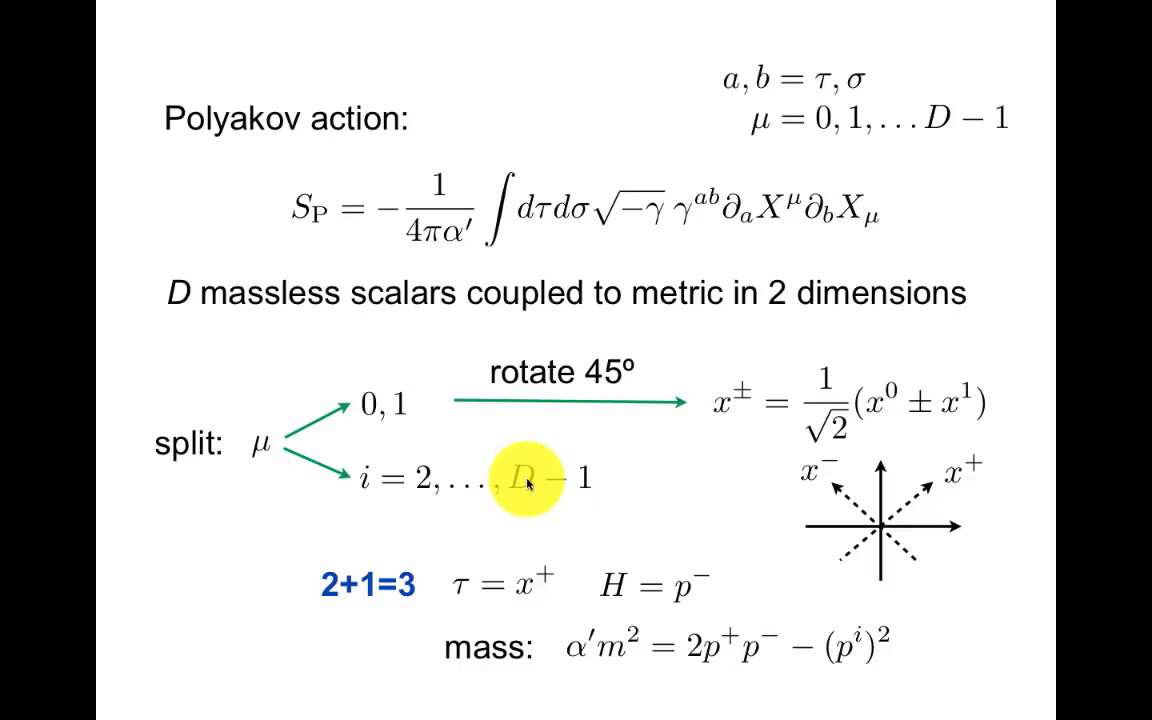 a, b = τ, σ
Polyakov action:
μ = 0, 1, ... D − 1
S_P = − 1/(4πα′) ∫ dτdσ √−γ γ^{ab} ∂_a X^μ ∂_b X_μ
D massless scalars coupled to metric in 2 dimensions
rotate 45º
0, 1
x^± = 1/√2 (x^0 ± x^1)
split: μ
i = 2, ..., D − 1
x^−
x^+
2+1=3 τ = x^+ H = p^−
mass: α′m^2 = 2p^+p^− − (p^i)^2